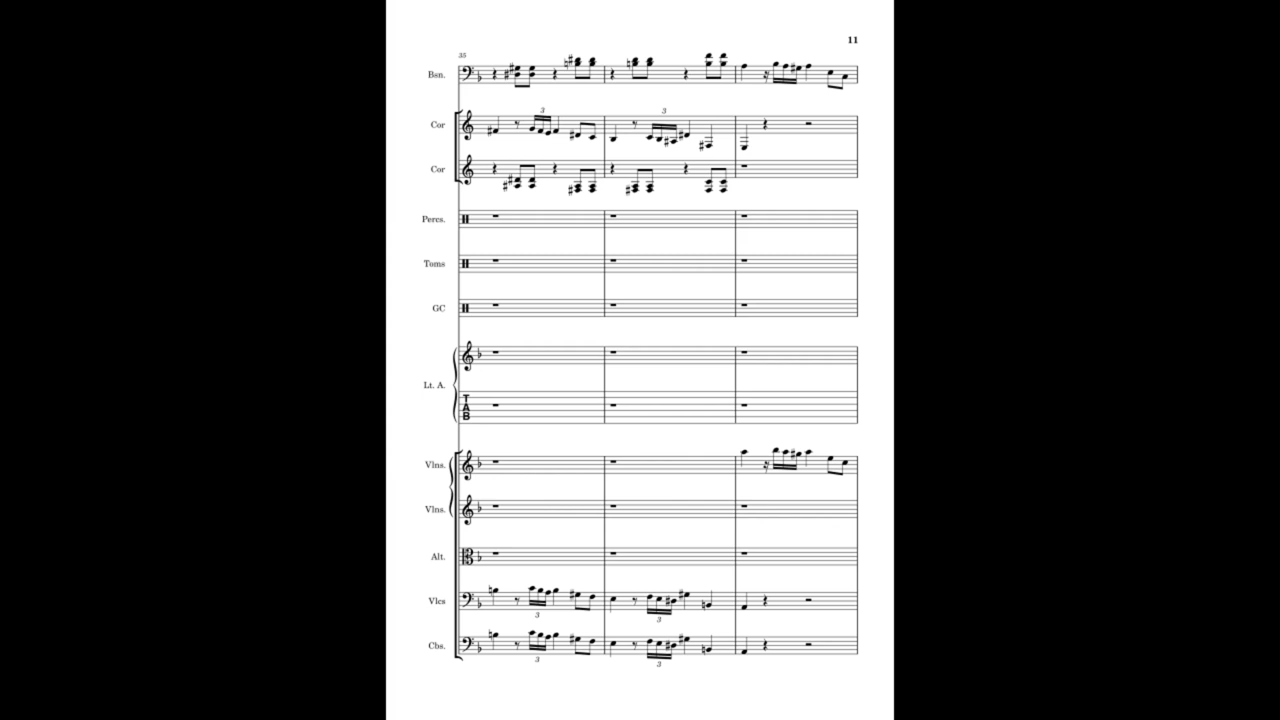 11
35
Bsn.
Cor
3
3
Cor
Percs.
Toms
GC
Lt. A.
T
A
B
Vlns.
Vlns.
Alt.
Vlcs
3
3
Cbs.
3
3